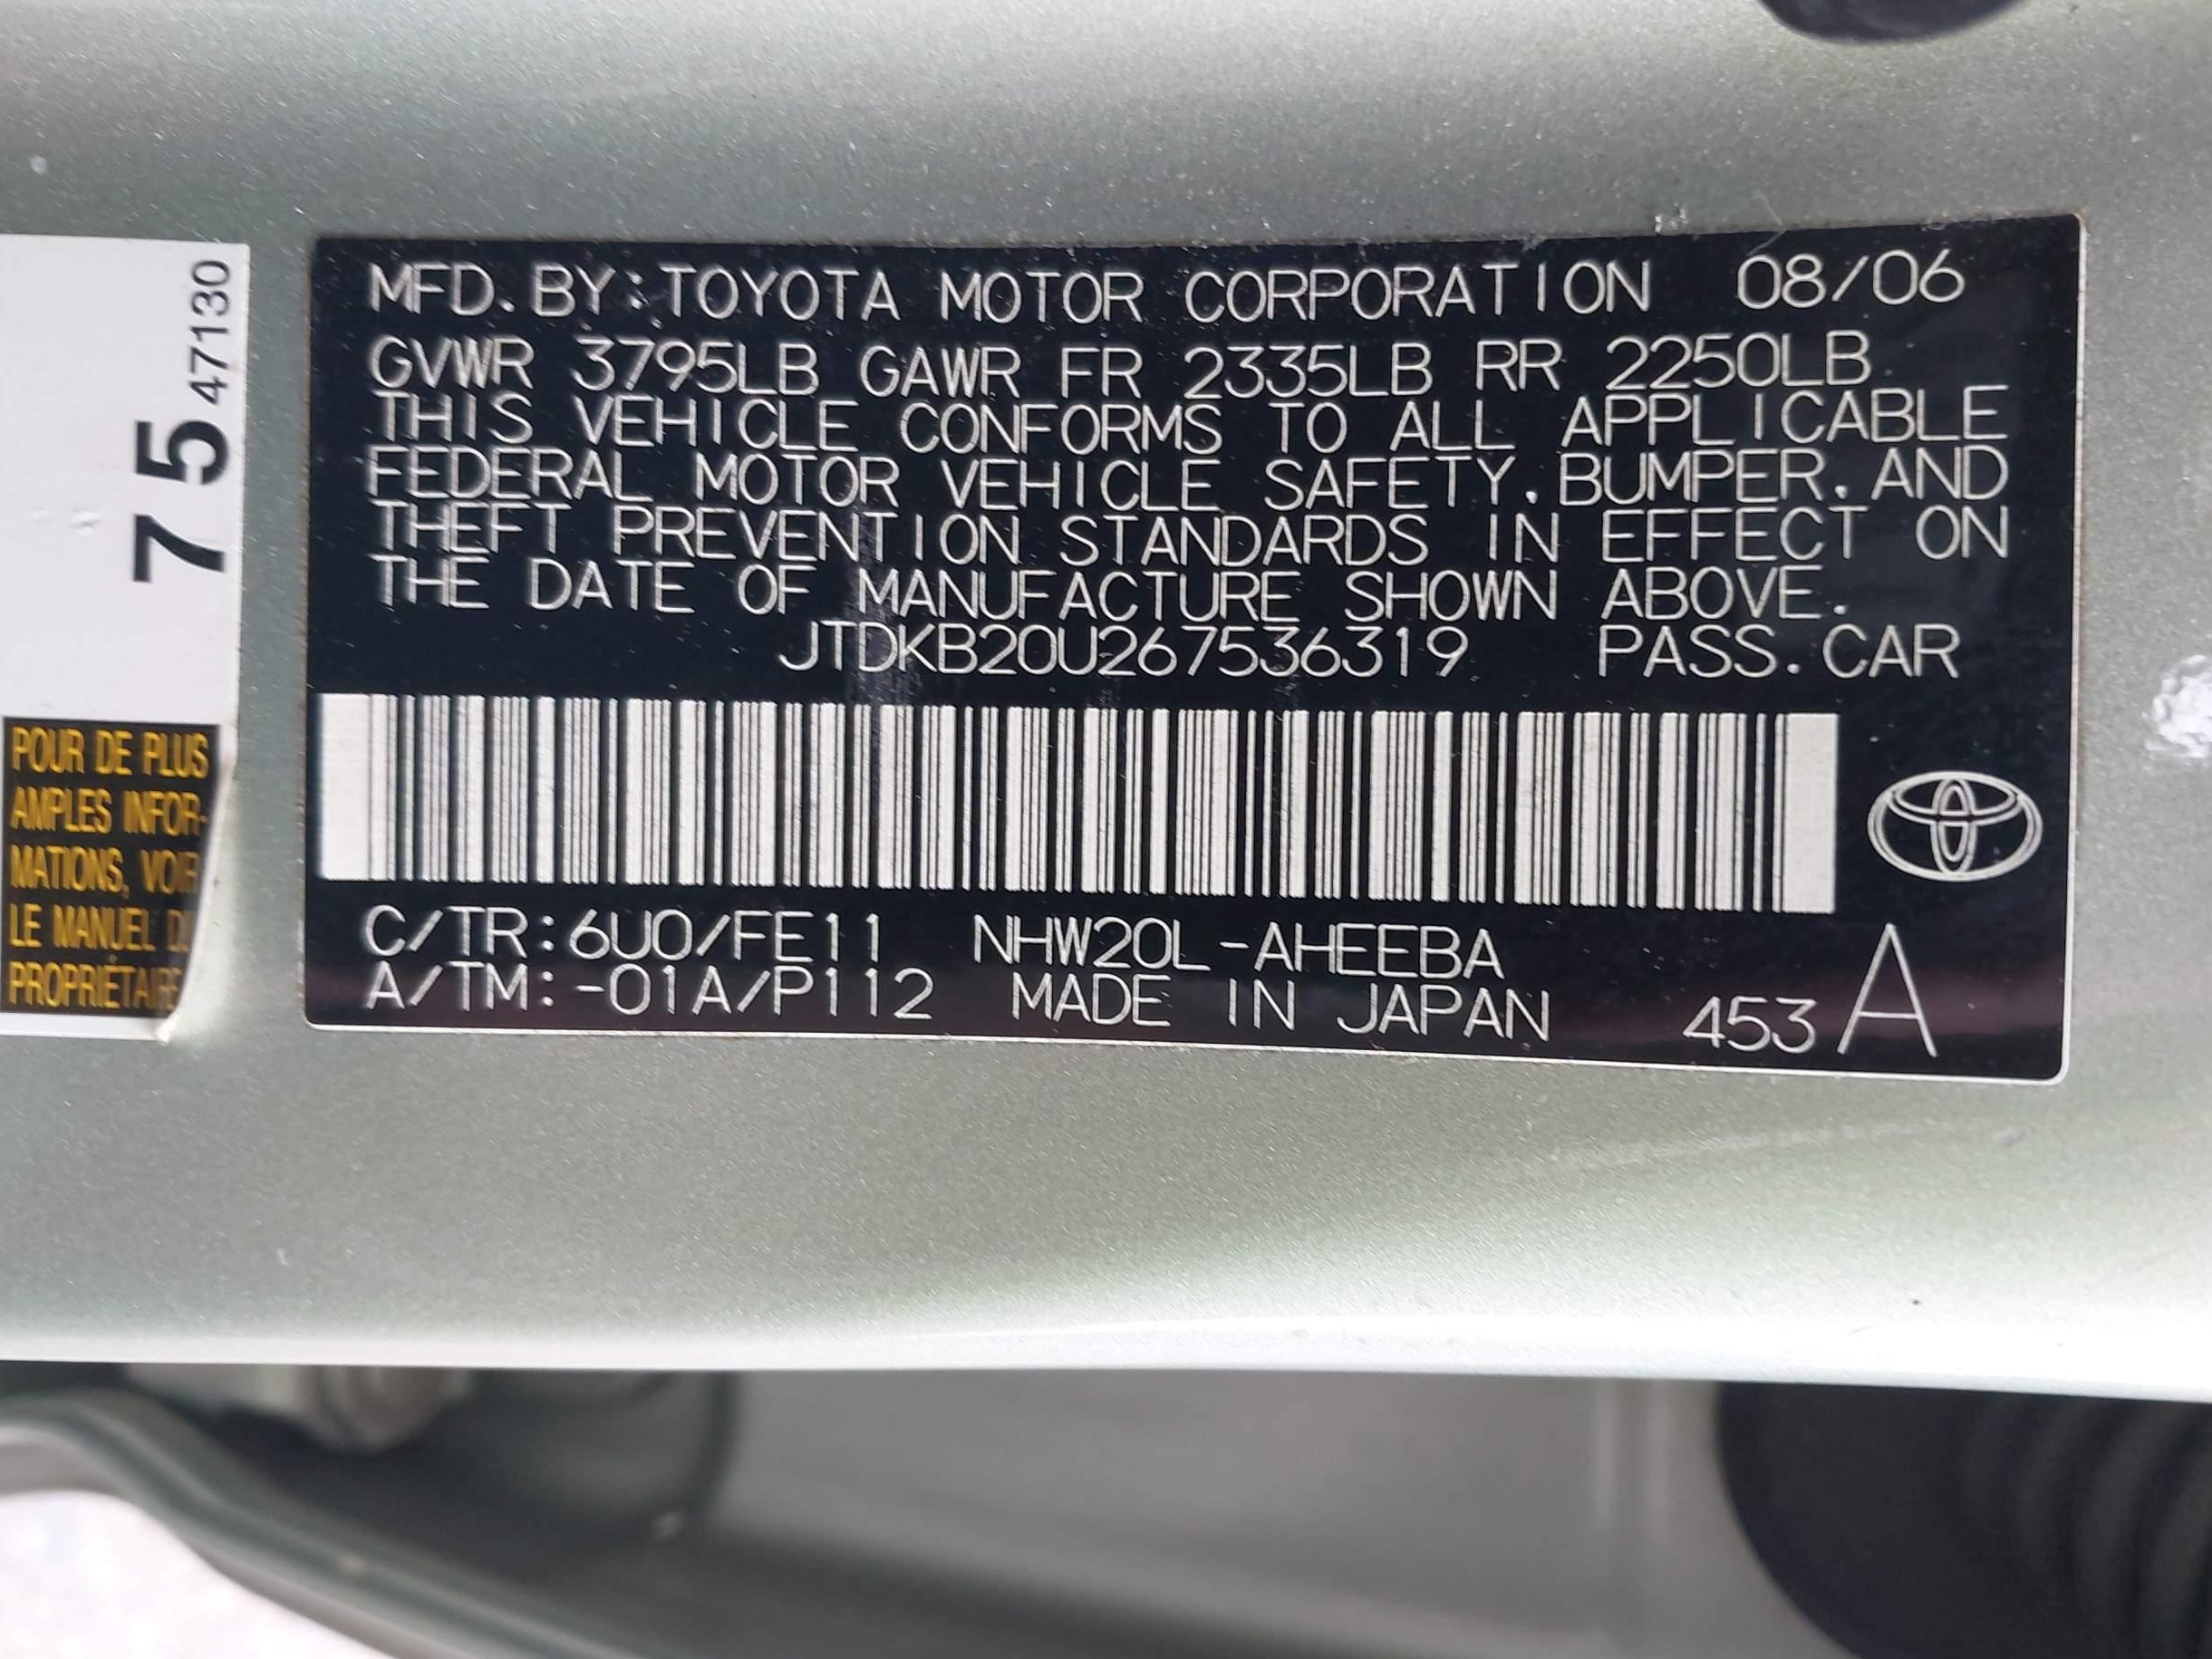 MFD. BY: TOYOTA MOTOR CORPORATION 08/06
GVWR 3795LB GAWR FR 2335LB RR 2250LB
THIS VEHICLE CONFORMS TO ALL APPLICABLE
FEDERAL MOTOR VEHICLE SAFETY. BUMPER. AND
THEFT PREVENTION STANDARDS IN EFFECT ON
THE DATE OF MANUFACTURE SHOWN ABOVE.
JTDKB20U267536319 PASS. CAR
C/TR: 6U0/FE11 NHW20L-AHEEBA
A/TM: -01A/P112 MADE IN JAPAN 453 A
75 47130
POUR DE PLUS
AMPLES INFOR-
MATIONS, VOIR
LE MANUEL
PROPRIÉTAIRE